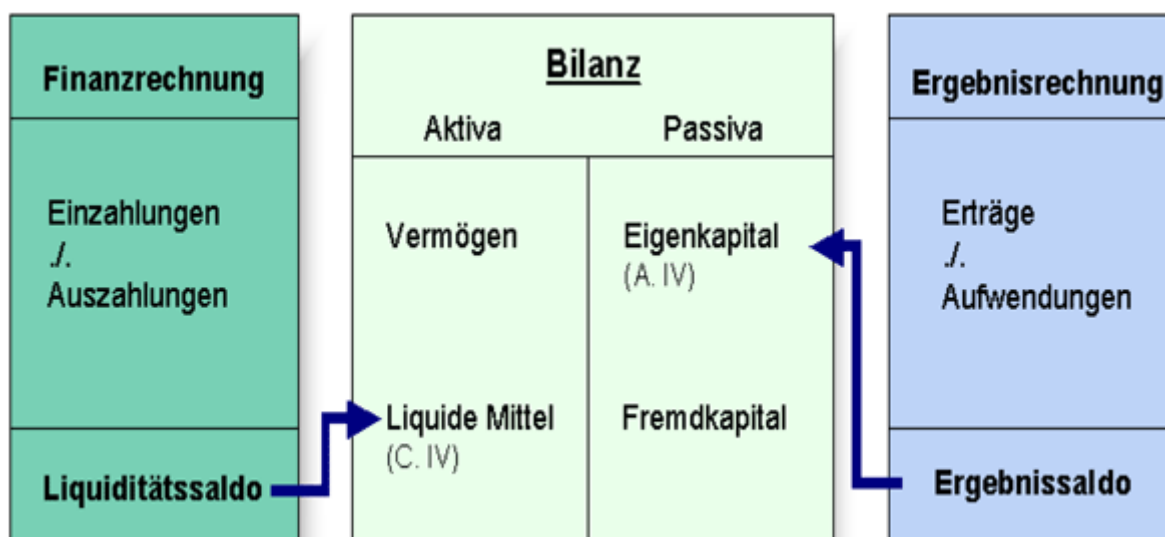 Finanzrechnung
Einzahlungen
./.
Auszahlungen
Liquiditätssaldo
Bilanz
Aktiva
Passiva
Vermögen
Eigenkapital
(A. IV)
Liquide Mittel
(C. IV)
Fremdkapital
Ergebnisrechnung
Erträge
./.
Aufwendungen
Ergebnissaldo